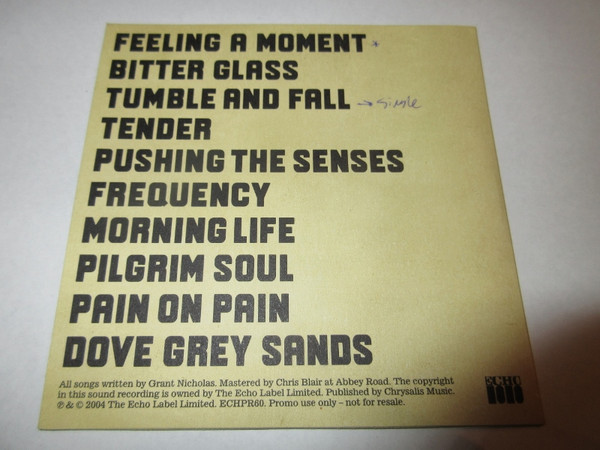 FEELING A MOMENT *
BITTER GLASS
TUMBLE AND FALL → Single
TENDER
PUSHING THE SENSES
FREQUENCY
MORNING LIFE
PILGRIM SOUL
PAIN ON PAIN
DOVE GREY SANDS
All songs written by Grant Nicholas. Mastered by Chris Blair at Abbey Road. The copyright
in this sound recording is owned by The Echo Label Limited. Published by Chrysalis Music.
℗ & © 2004 The Echo Label Limited. ECHPR60. Promo use only – not for resale.
ECHO